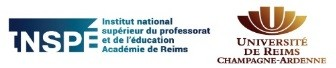 INSPÉ
Institut national
supérieur du professorat
et de l'éducation
Académie de Reims
UNIVERSITÉ
DE REIMS
CHAMPAGNE-ARDENNE